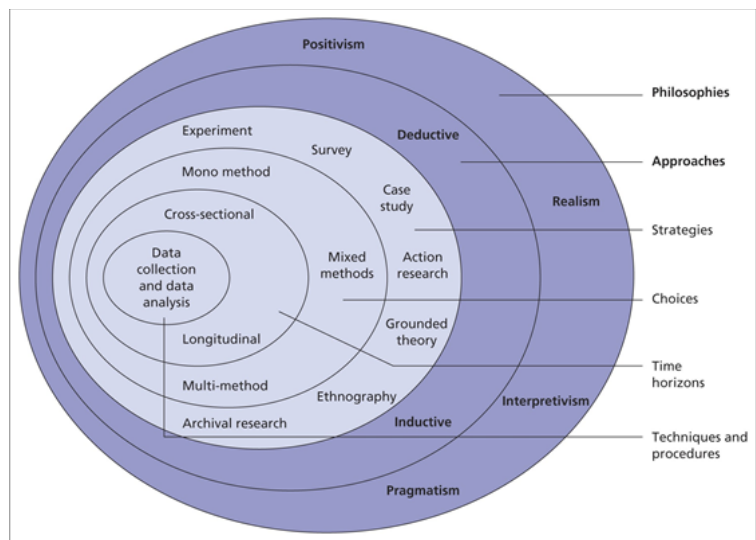 Positivism
Philosophies
Experiment
Deductive
Survey
Approaches
Mono method
Case
study
Realism
Cross-sectional
Strategies
Data
collection
and data
analysis
Mixed
methods
Action
research
Choices
Grounded
theory
Longitudinal
Time
horizons
Multi-method
Ethnography
Interpretivism
Archival research
Inductive
Techniques and
procedures
Pragmatism